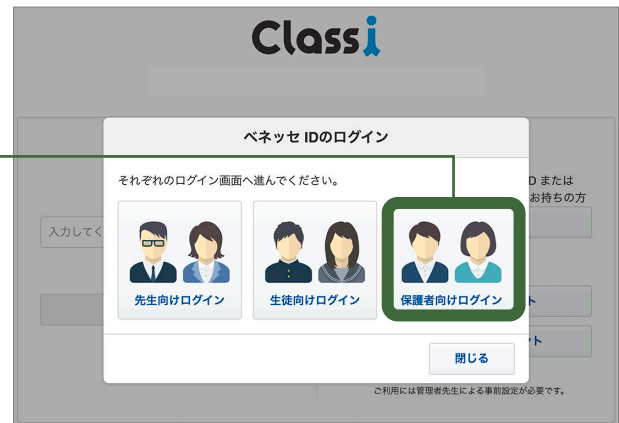 Classi
ベネッセ IDのログイン
それぞれのログイン画面へ進んでください。
D または
お持ちの方
入力してく
先生向けログイン
生徒向けログイン
保護者向けログイン
ト
ント
閉じる
ご利用には管理者先生による事前設定が必要です。